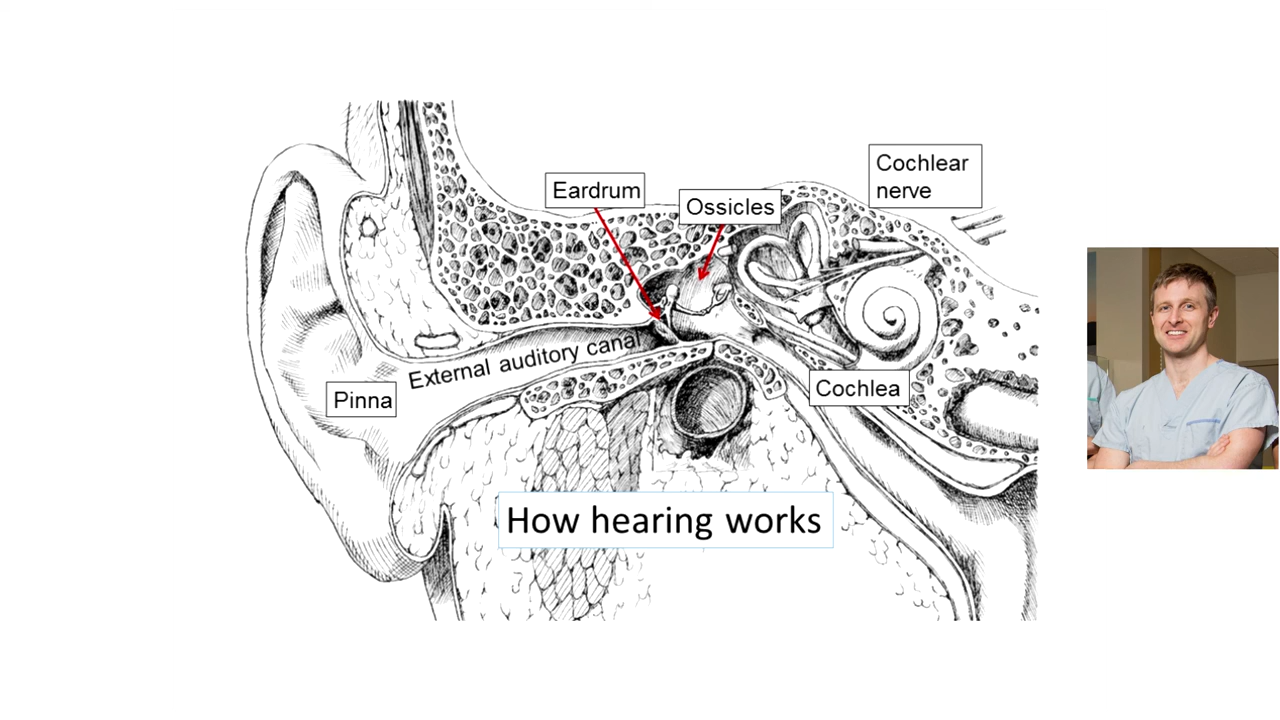 Cochlear
nerve
Eardrum
Ossicles
External auditory canal
Pinna
Cochlea
How hearing works